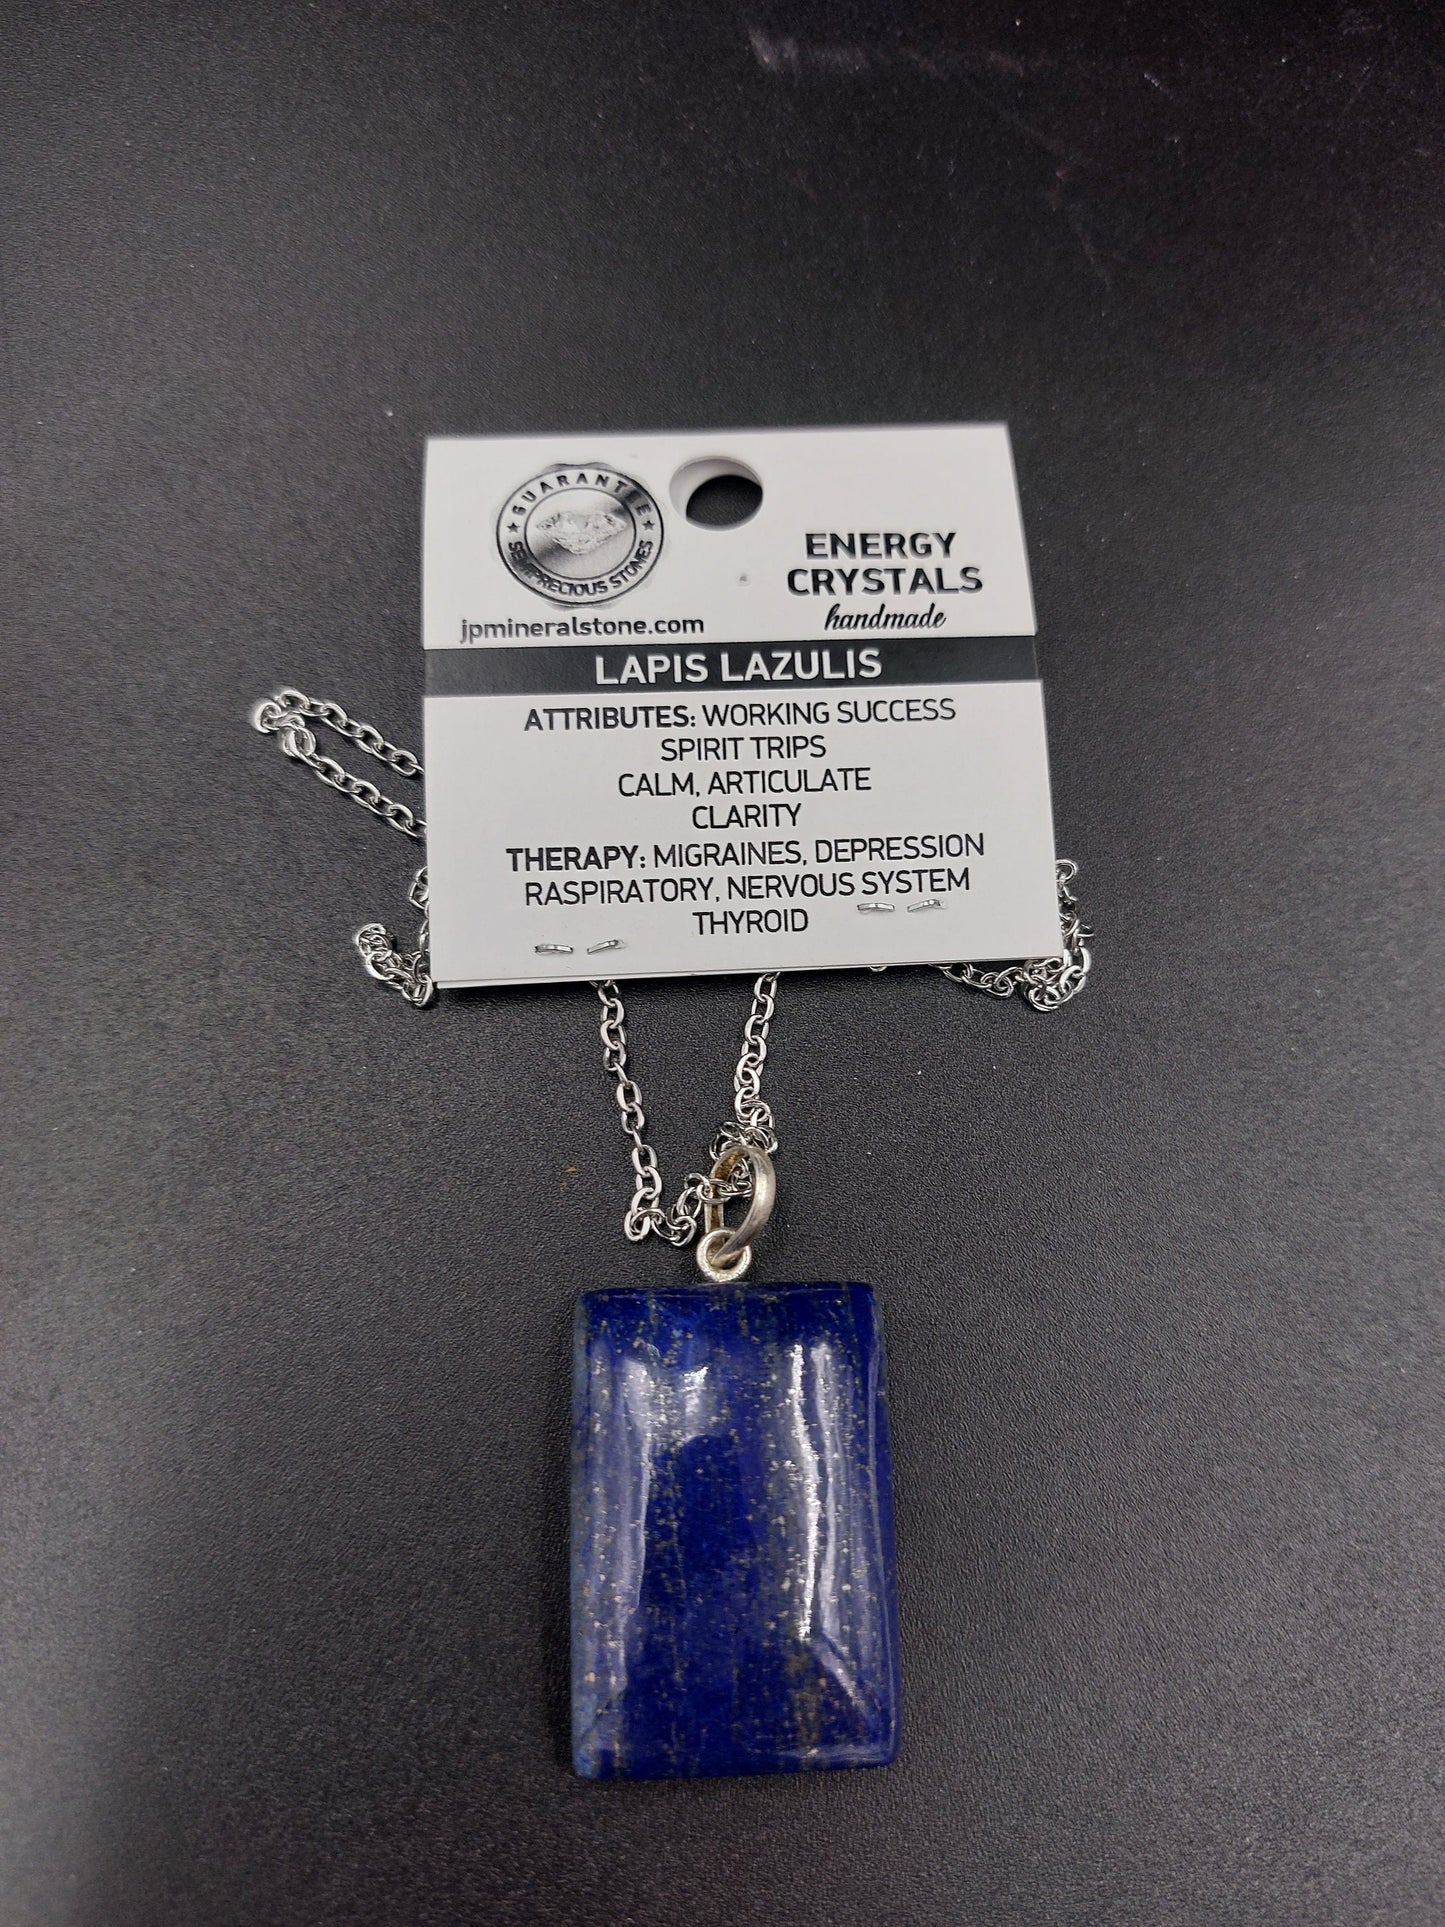 GUARANTEE
SEMIPRECIOUS STONES
jpmineralstone.com
ENERGY
CRYSTALS
handmade
LAPIS LAZULIS
ATTRIBUTES: WORKING SUCCESS
SPIRIT TRIPS
CALM, ARTICULATE
CLARITY
THERAPY: MIGRAINES, DEPRESSION
RASPIRATORY, NERVOUS SYSTEM
THYROID